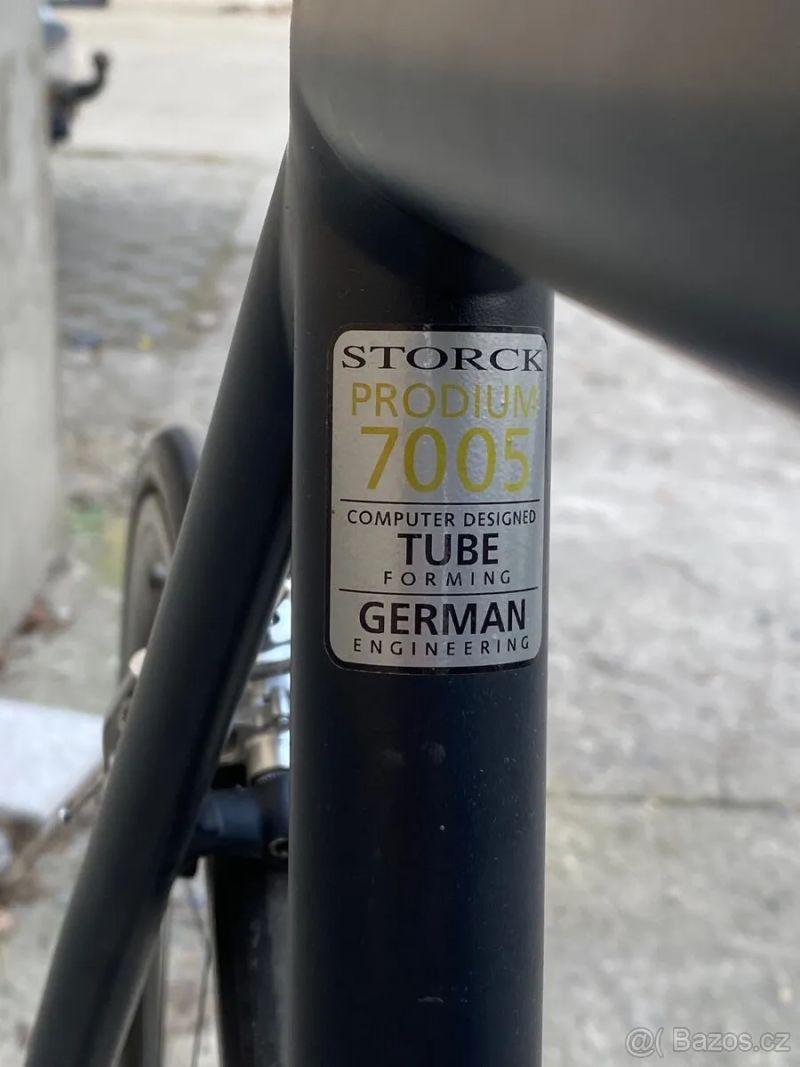 STORCK
PRODIUM
7005
COMPUTER DESIGNED
TUBE
FORMING
GERMAN
ENGINEERING
@( Bazos.cz